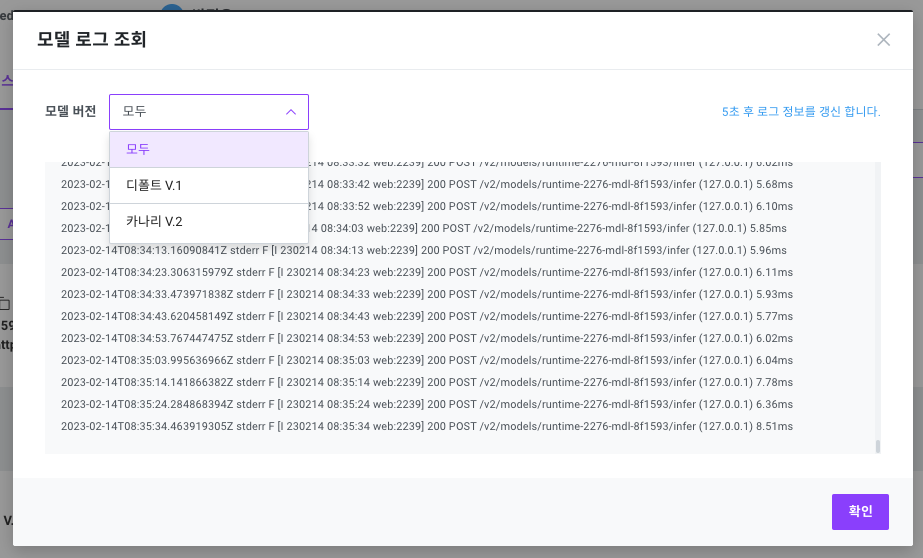 모델 로그 조회
모델 버전
모두
5초 후 로그 정보를 갱신 합니다.
모두
디폴트 V.1
카나리 V.2
214 08:33:32 web:2239] 200 POST /v2/models/runtime-2276-mdl-8f1593/infer (127.0.0.1) 6.02ms
2023-02-1 214 08:33:42 web:2239] 200 POST /v2/models/runtime-2276-mdl-8f1593/infer (127.0.0.1) 5.68ms
2023-02-1 214 08:33:52 web:2239] 200 POST /v2/models/runtime-2276-mdl-8f1593/infer (127.0.0.1) 6.10ms
2023-02-1 14 08:34:03 web:2239] 200 POST /v2/models/runtime-2276-mdl-8f1593/infer (127.0.0.1) 5.85ms
2023-02-14T08:34:13.16090841Z stderr F [I 230214 08:34:13 web:2239] 200 POST /v2/models/runtime-2276-mdl-8f1593/infer (127.0.0.1) 5.96ms
2023-02-14T08:34:23.306315979Z stderr F [I 230214 08:34:23 web:2239] 200 POST /v2/models/runtime-2276-mdl-8f1593/infer (127.0.0.1) 6.11ms
2023-02-14T08:34:33.473971838Z stderr F [I 230214 08:34:33 web:2239] 200 POST /v2/models/runtime-2276-mdl-8f1593/infer (127.0.0.1) 5.93ms
2023-02-14T08:34:43.620458149Z stderr F [I 230214 08:34:43 web:2239] 200 POST /v2/models/runtime-2276-mdl-8f1593/infer (127.0.0.1) 5.77ms
2023-02-14T08:34:53.767447475Z stderr F [I 230214 08:34:53 web:2239] 200 POST /v2/models/runtime-2276-mdl-8f1593/infer (127.0.0.1) 6.02ms
2023-02-14T08:35:03.995636966Z stderr F [I 230214 08:35:03 web:2239] 200 POST /v2/models/runtime-2276-mdl-8f1593/infer (127.0.0.1) 6.04ms
2023-02-14T08:35:14.141866382Z stderr F [I 230214 08:35:14 web:2239] 200 POST /v2/models/runtime-2276-mdl-8f1593/infer (127.0.0.1) 7.78ms
2023-02-14T08:35:24.284868394Z stderr F [I 230214 08:35:24 web:2239] 200 POST /v2/models/runtime-2276-mdl-8f1593/infer (127.0.0.1) 6.36ms
2023-02-14T08:35:34.463919305Z stderr F [I 230214 08:35:34 web:2239] 200 POST /v2/models/runtime-2276-mdl-8f1593/infer (127.0.0.1) 8.51ms
확인